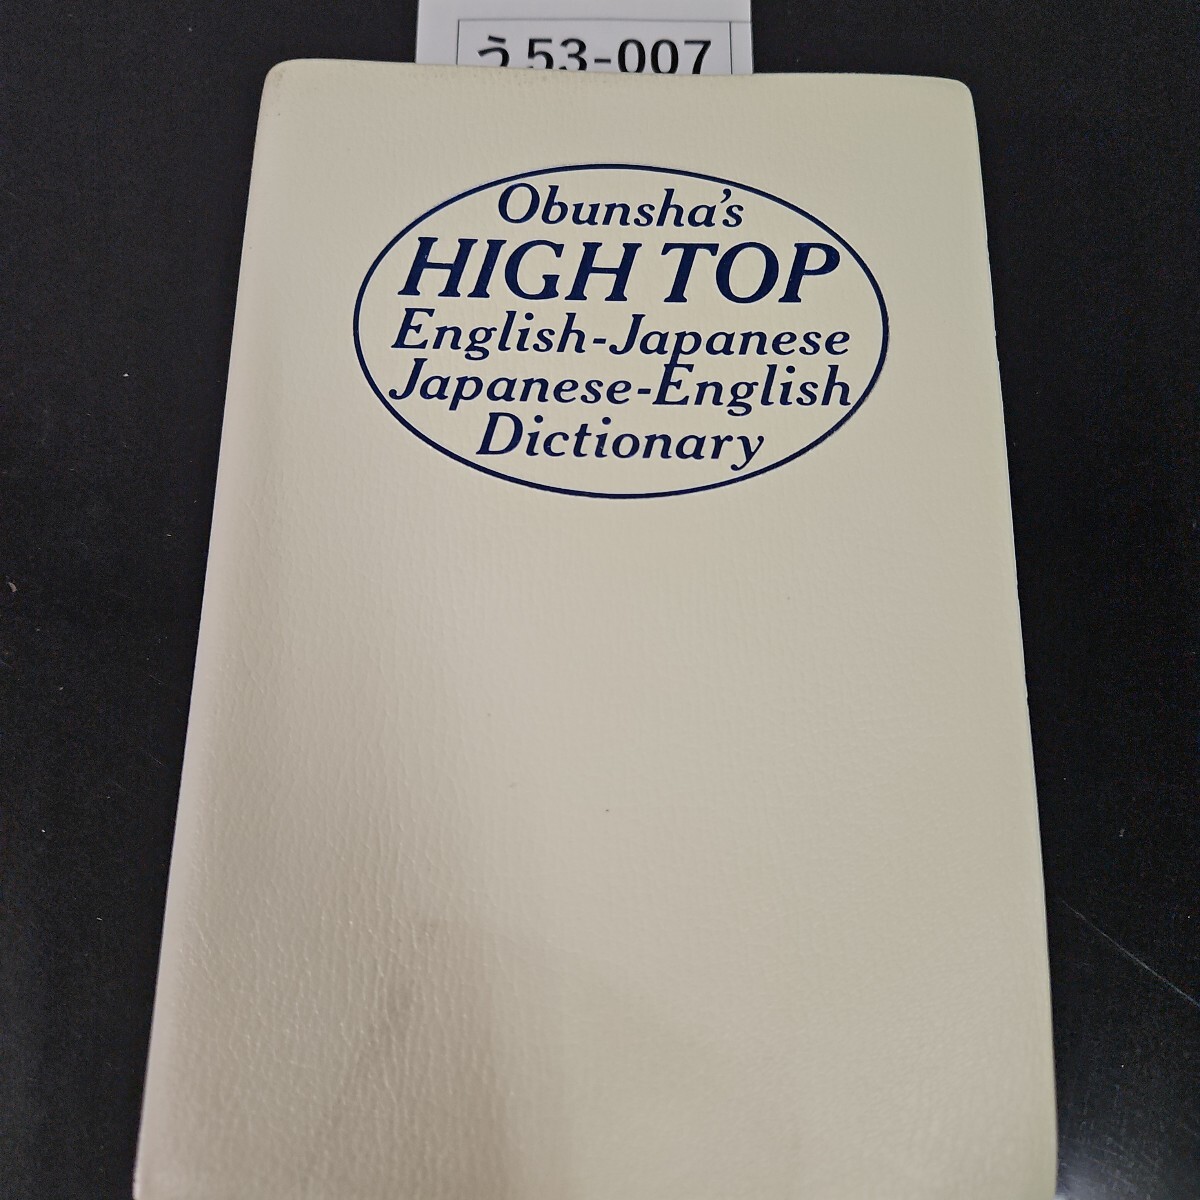 う53-007
Obunsha's
HIGH TOP
English-Japanese
Japanese-English
Dictionary